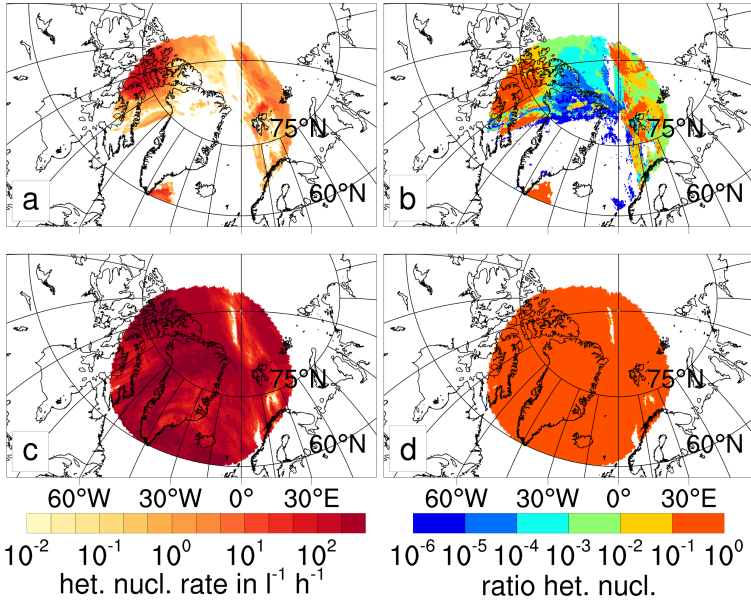 75°N
60°N
a
75°N
60°N
b
75°N
60°N
c
75°N
60°N
d
60°W 30°W 0° 30°E
60°W 30°W 0° 30°E
10⁻² 10⁻¹ 10⁰ 10¹ 10²
10⁻⁶ 10⁻⁵ 10⁻⁴ 10⁻³ 10⁻² 10⁻¹ 10⁰
het. nucl. rate in l⁻¹ h⁻¹
ratio het. nucl.